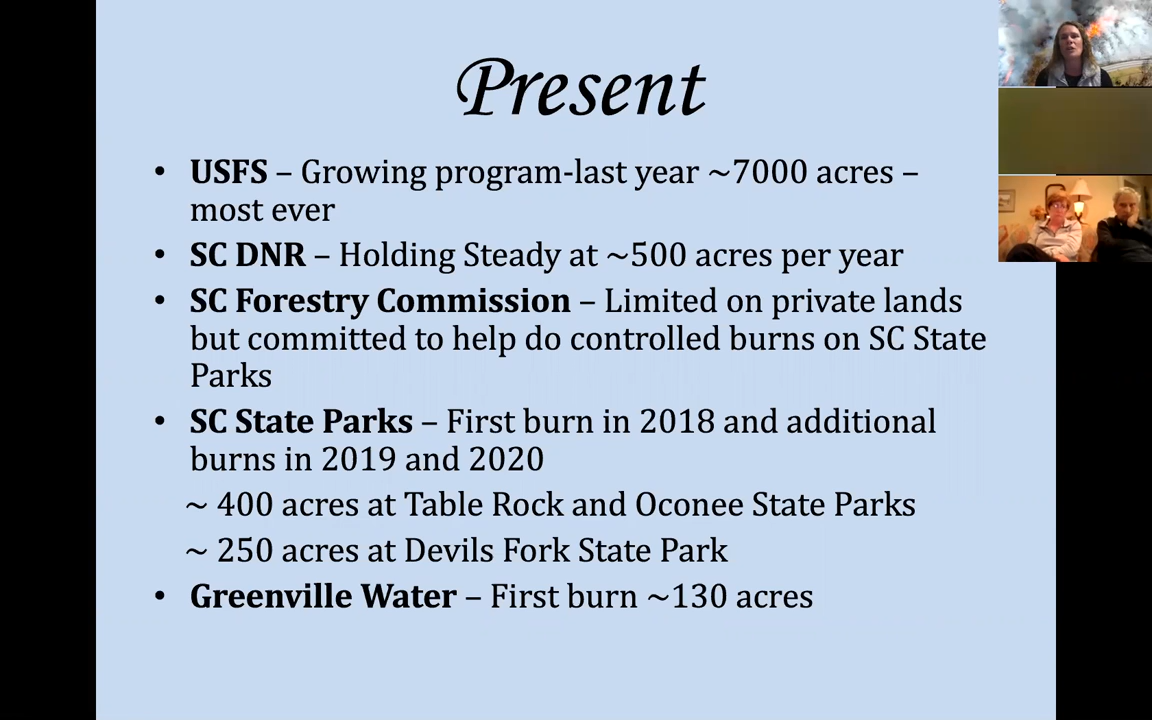 Present
• USFS – Growing program-last year ~7000 acres –
most ever
• SC DNR – Holding Steady at ~500 acres per year
• SC Forestry Commission – Limited on private lands
but committed to help do controlled burns on SC State
Parks
• SC State Parks – First burn in 2018 and additional
burns in 2019 and 2020
~ 400 acres at Table Rock and Oconee State Parks
~ 250 acres at Devils Fork State Park
• Greenville Water – First burn ~130 acres